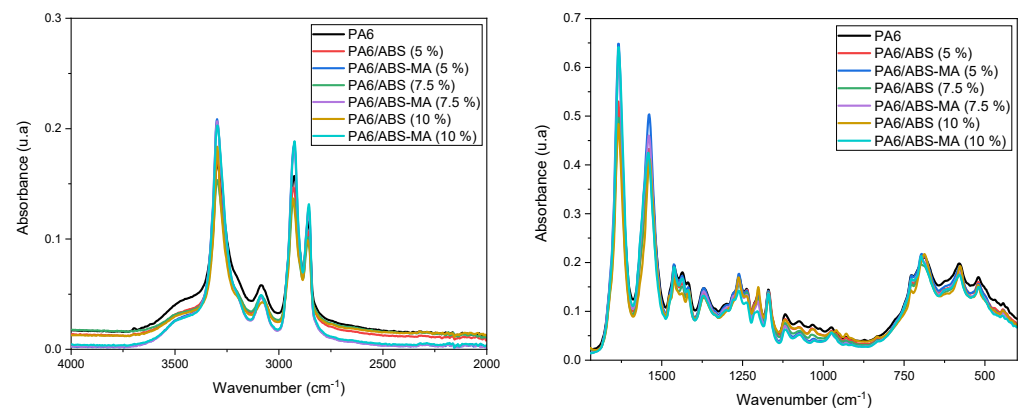 0.3
0.2
0.1
0.0
4000
3500
3000
2500
2000
Absorbance (u.a)
Wavenumber (cm⁻¹)
PA6
PA6/ABS (5 %)
PA6/ABS-MA (5 %)
PA6/ABS (7.5 %)
PA6/ABS-MA (7.5 %)
PA6/ABS (10 %)
PA6/ABS-MA (10 %)
0.7
0.6
0.5
0.4
0.3
0.2
0.1
0.0
1500
1250
1000
750
500
Absorbance (u.a)
Wavenumber (cm⁻¹)
PA6
PA6/ABS (5 %)
PA6/ABS-MA (5 %)
PA6/ABS (7.5 %)
PA6/ABS-MA (7.5 %)
PA6/ABS (10 %)
PA6/ABS-MA (10 %)